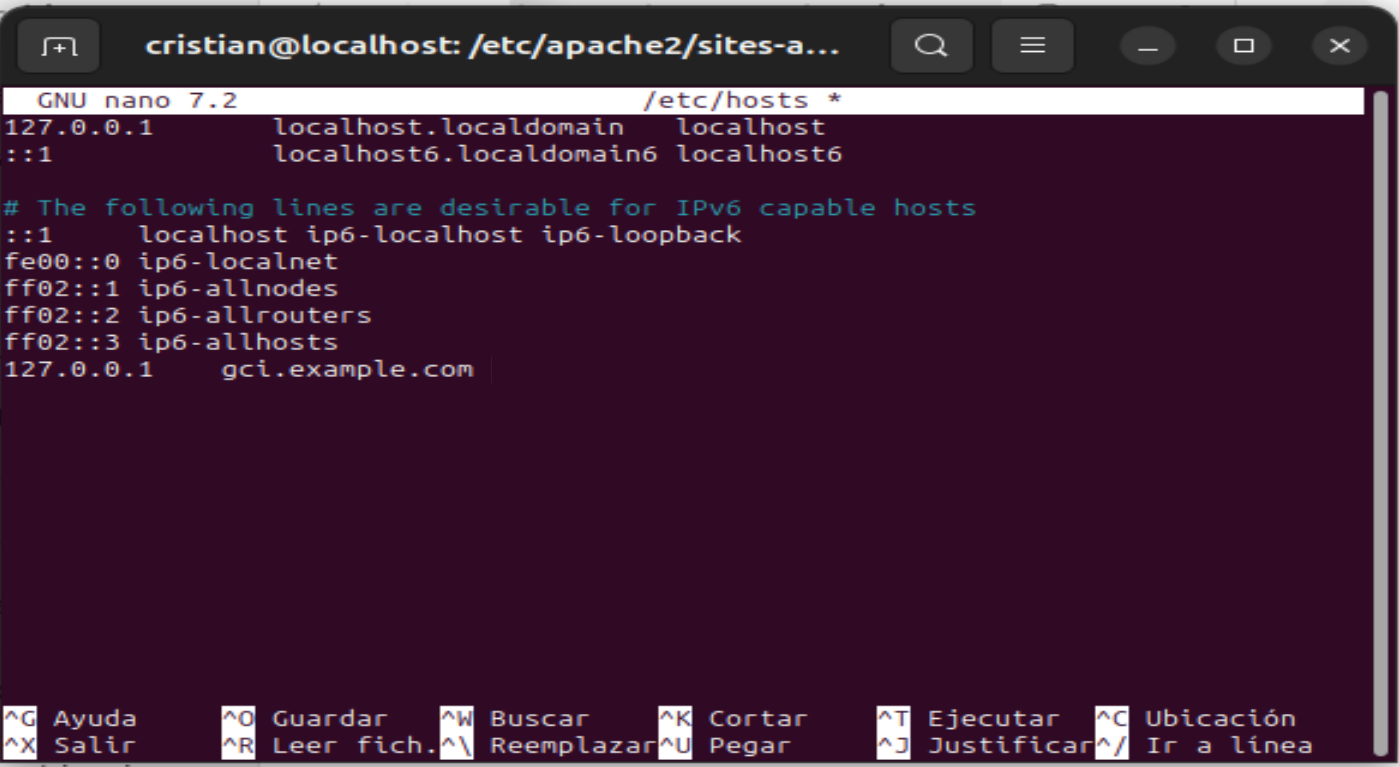 cristian@localhost: /etc/apache2/sites-a...
GNU nano 7.2 /etc/hosts *
127.0.0.1 localhost.localdomain localhost
::1 localhost6.localdomain6 localhost6
# The following lines are desirable for IPv6 capable hosts
::1 localhost ip6-localhost ip6-loopback
fe00::0 ip6-localnet
ff02::1 ip6-allnodes
ff02::2 ip6-allrouters
ff02::3 ip6-allhosts
127.0.0.1 gci.example.com
^G Ayuda ^O Guardar ^W Buscar ^K Cortar ^T Ejecutar ^C Ubicación
^X Salir ^R Leer fich. ^\ Reemplazar ^U Pegar ^J Justificar ^/ Ir a línea